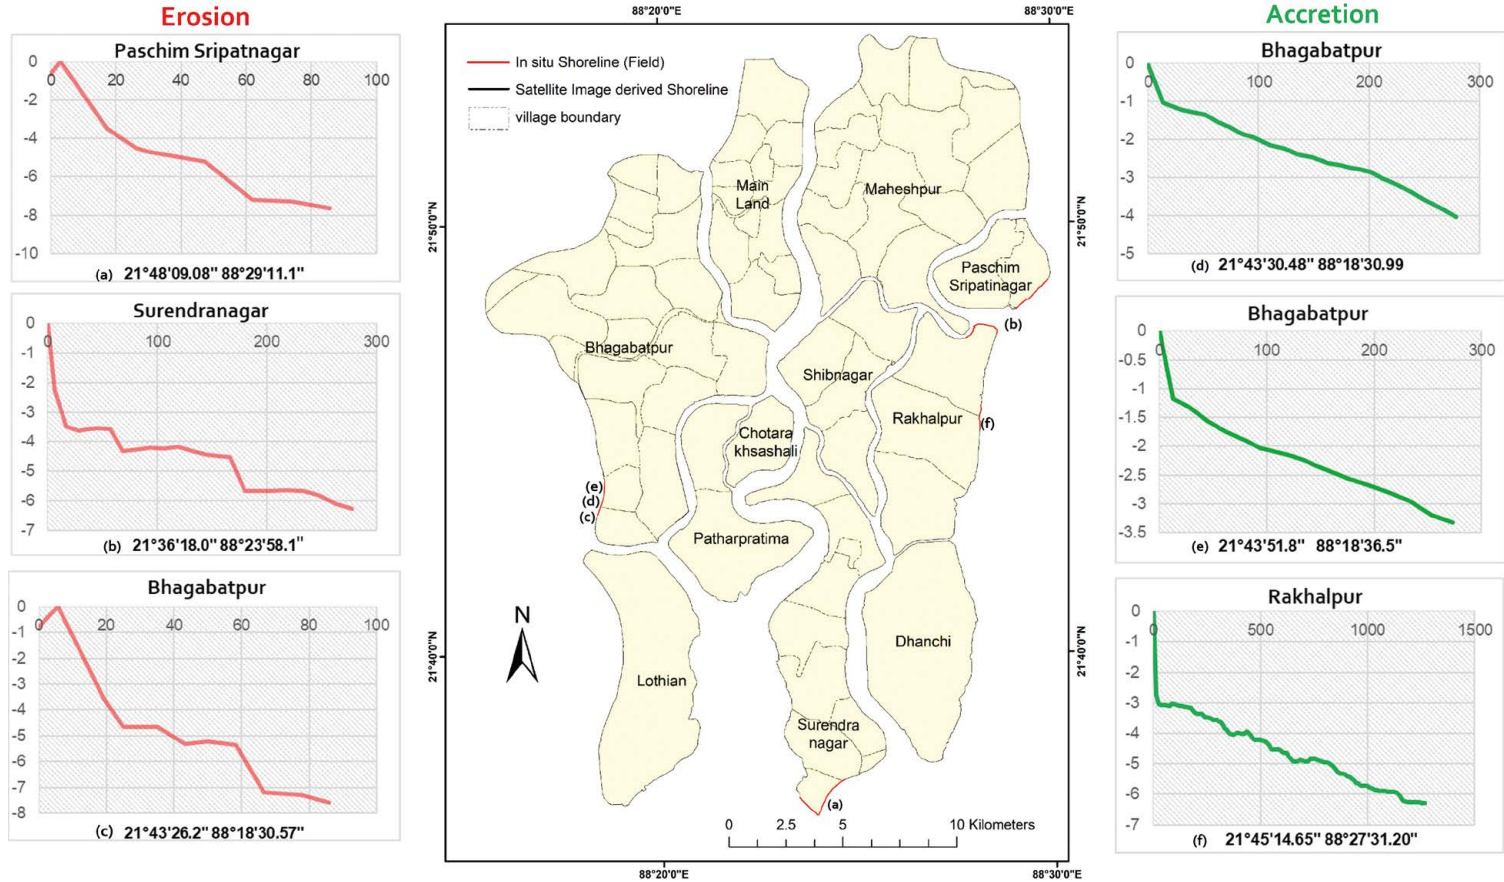 Erosion
Paschim Sripatnagar
0
-2
-4
-6
-8
-10
0 20 40 60 80 100
(a) 21°48'09.08" 88°29'11.1"
Surendranagar
0
-1
-2
-3
-4
-5
-6
-7
0 100 200 300
(b) 21°36'18.0" 88°23'58.1"
Bhagabatpur
0
-1
-2
-3
-4
-5
-6
-7
-8
0 20 40 60 80 100
(c) 21°43'26.2" 88°18'30.57"
88°20'0"E 88°30'0"E
In situ Shoreline (Field)
Satellite Image derived Shoreline
village boundary
21°50'0"N
21°50'0"N
Main
Land
Maheshpur
Paschim
Sripatinagar
(b)
Bhagabatpur
Shibnagar
Rakhalpur
(f)
Chotara
khsashali
(e)
(d)
(c)
Patharpratima
N
21°40'0"N
21°40'0"N
Dhanchi
Lothian
Surendra
nagar
(a)
0 2.5 5 10 Kilometers
88°20'0"E 88°30'0"E
Accretion
Bhagabatpur
0
-1
-2
-3
-4
-5
0 100 200 300
(d) 21°43'30.48" 88°18'30.99
Bhagabatpur
0
-0.5
-1
-1.5
-2
-2.5
-3
-3.5
0 100 200 300
(e) 21°43'51.8" 88°18'36.5"
Rakhalpur
0
-1
-2
-3
-4
-5
-6
-7
0 500 1000 1500
(f) 21°45'14.65" 88°27'31.20"